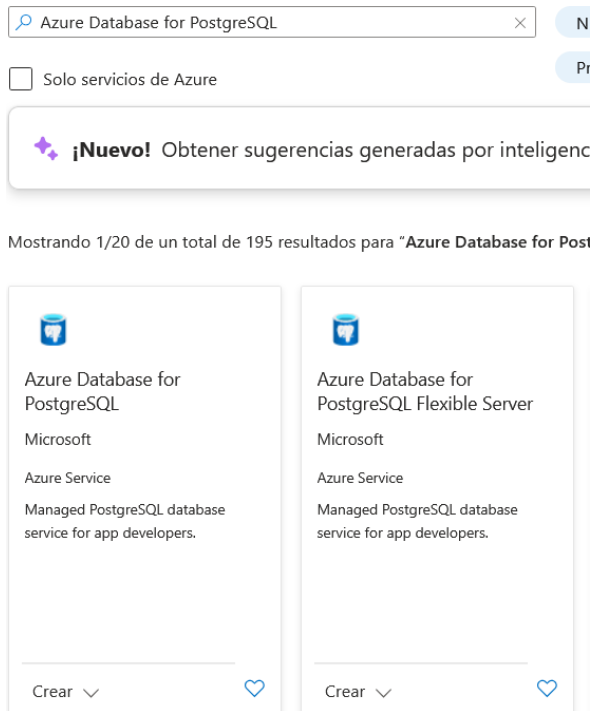 Azure Database for PostgreSQL
N
Solo servicios de Azure
Pr
¡Nuevo! Obtener sugerencias generadas por inteligenc
Mostrando 1/20 de un total de 195 resultados para “Azure Database for Post
Azure Database for
PostgreSQL
Microsoft
Azure Service
Managed PostgreSQL database
service for app developers.
Crear
Azure Database for
PostgreSQL Flexible Server
Microsoft
Azure Service
Managed PostgreSQL database
service for app developers.
Crear